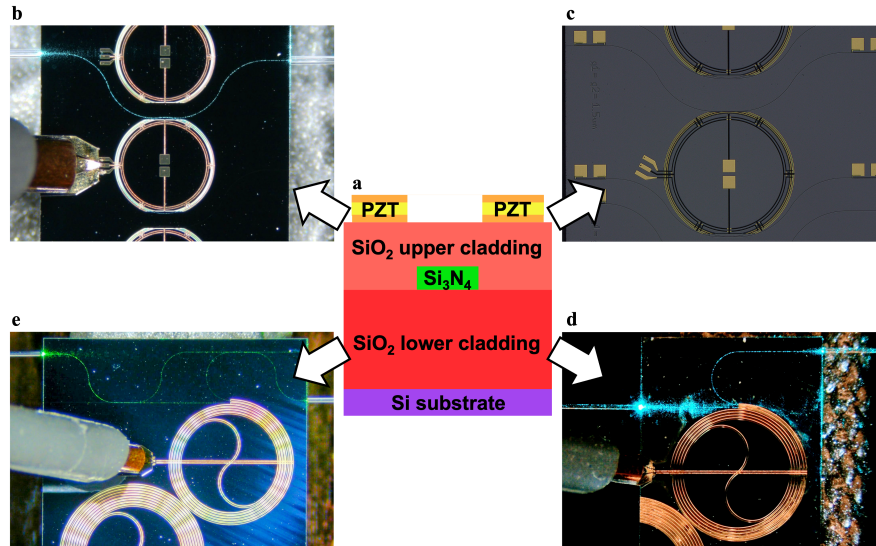 b
c
a
PZT PZT
SiO₂ upper cladding
Si₃N₄
e
d
SiO₂ lower cladding
Si substrate